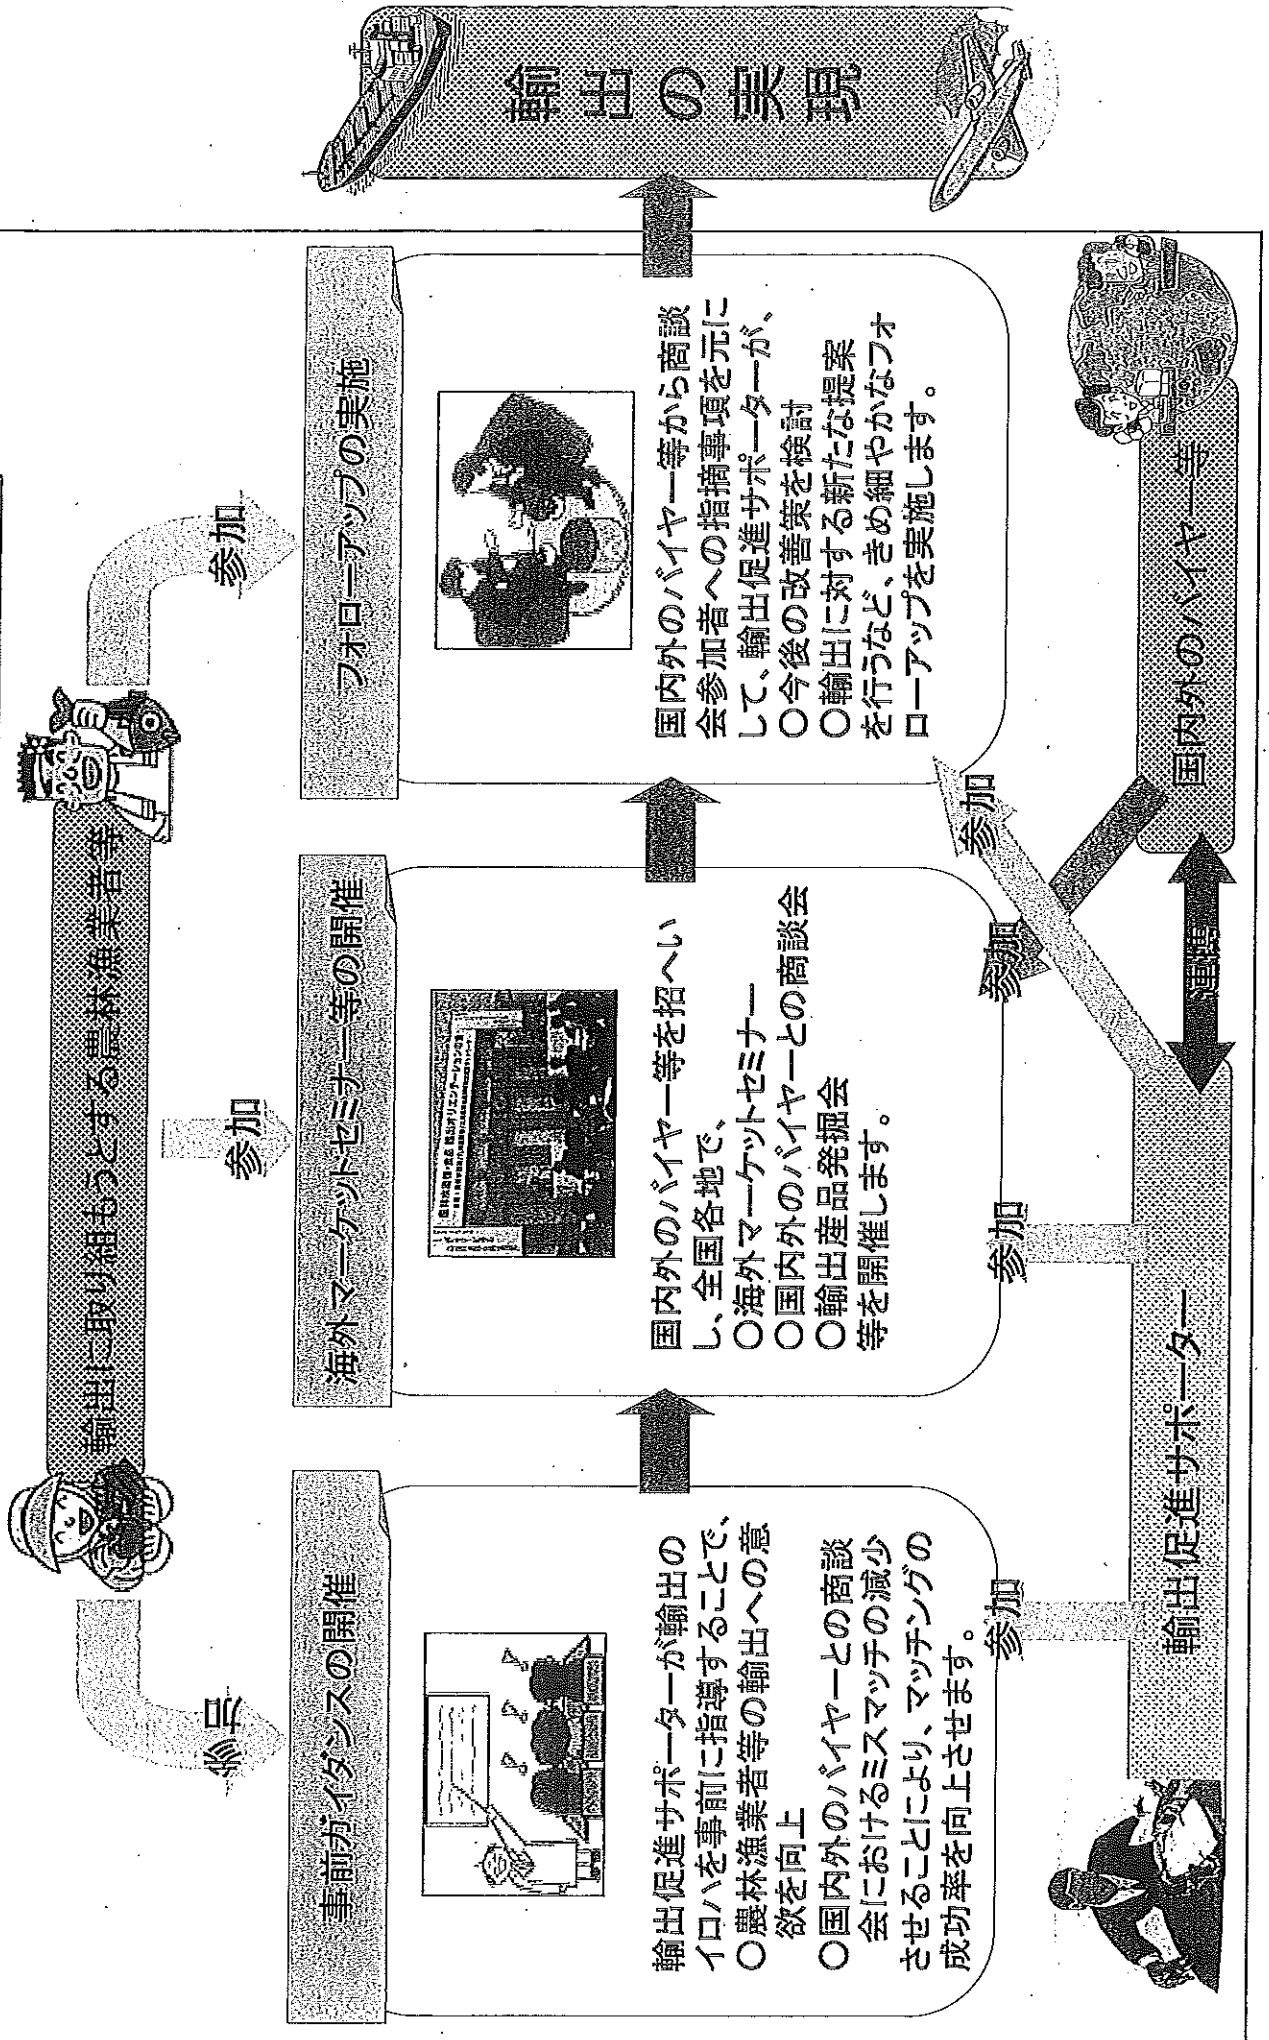 輸出に取り組もうとする農林漁業者等
参加
参加
参加
事前ガイダンスの開催
輸出促進サポーターが輸出の
イロハを事前に指導することで、
○農林漁業者等の輸出への意
欲を向上
○国内外のバイヤーとの商談
会におけるミスマッチの減少
させることにより、マッチングの
成功率を向上させます。
海外マーケットセミナー等の開催
国内外のバイヤー等を招へい
し、全国各地で、
○海外マーケットセミナー
○国内外のバイヤーとの商談会
○輸出産品発掘会
等を開催します。
フォローアップの実施
国内外のバイヤー等から商談
会参加者への指摘事項を元に
して、輸出促進サポーターが、
○今後の改善策を検討
○輸出に対する新たな提案
を行うなど、きめ細やかなフォ
ローアップを実施します。
輸出の実現
参加
参加
参加
参加
輸出促進サポーター
連携
国内外のバイヤー等